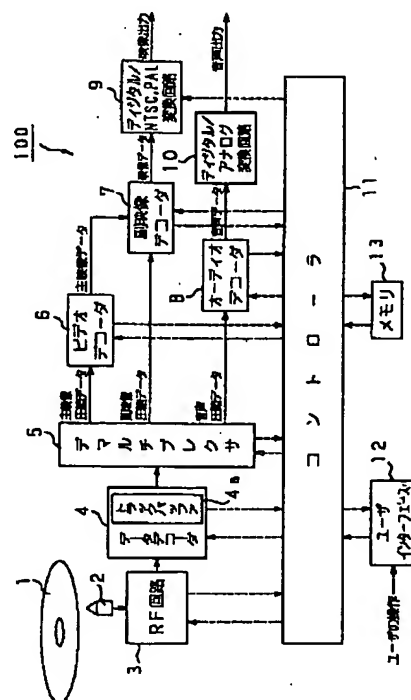 100
1
2
3
RF回路
4
データデコーダ
トラックバッファ
4a
5
デマルチプレクサ
主映像
圧縮データ
副映像
圧縮データ
音声
圧縮データ
6
ビデオ
デコーダ
主映像データ
7
副映像
デコーダ
映像データ
8
オーディオ
デコーダ
音声データ
9
ディジタル/
NTSC,PAL
変換回路
映像出力
10
ディジタル/
アナログ
変換回路
音声出力
コントローラ
11
12
ユーザ
インターフェース
ユーザの操作
13
メモリ